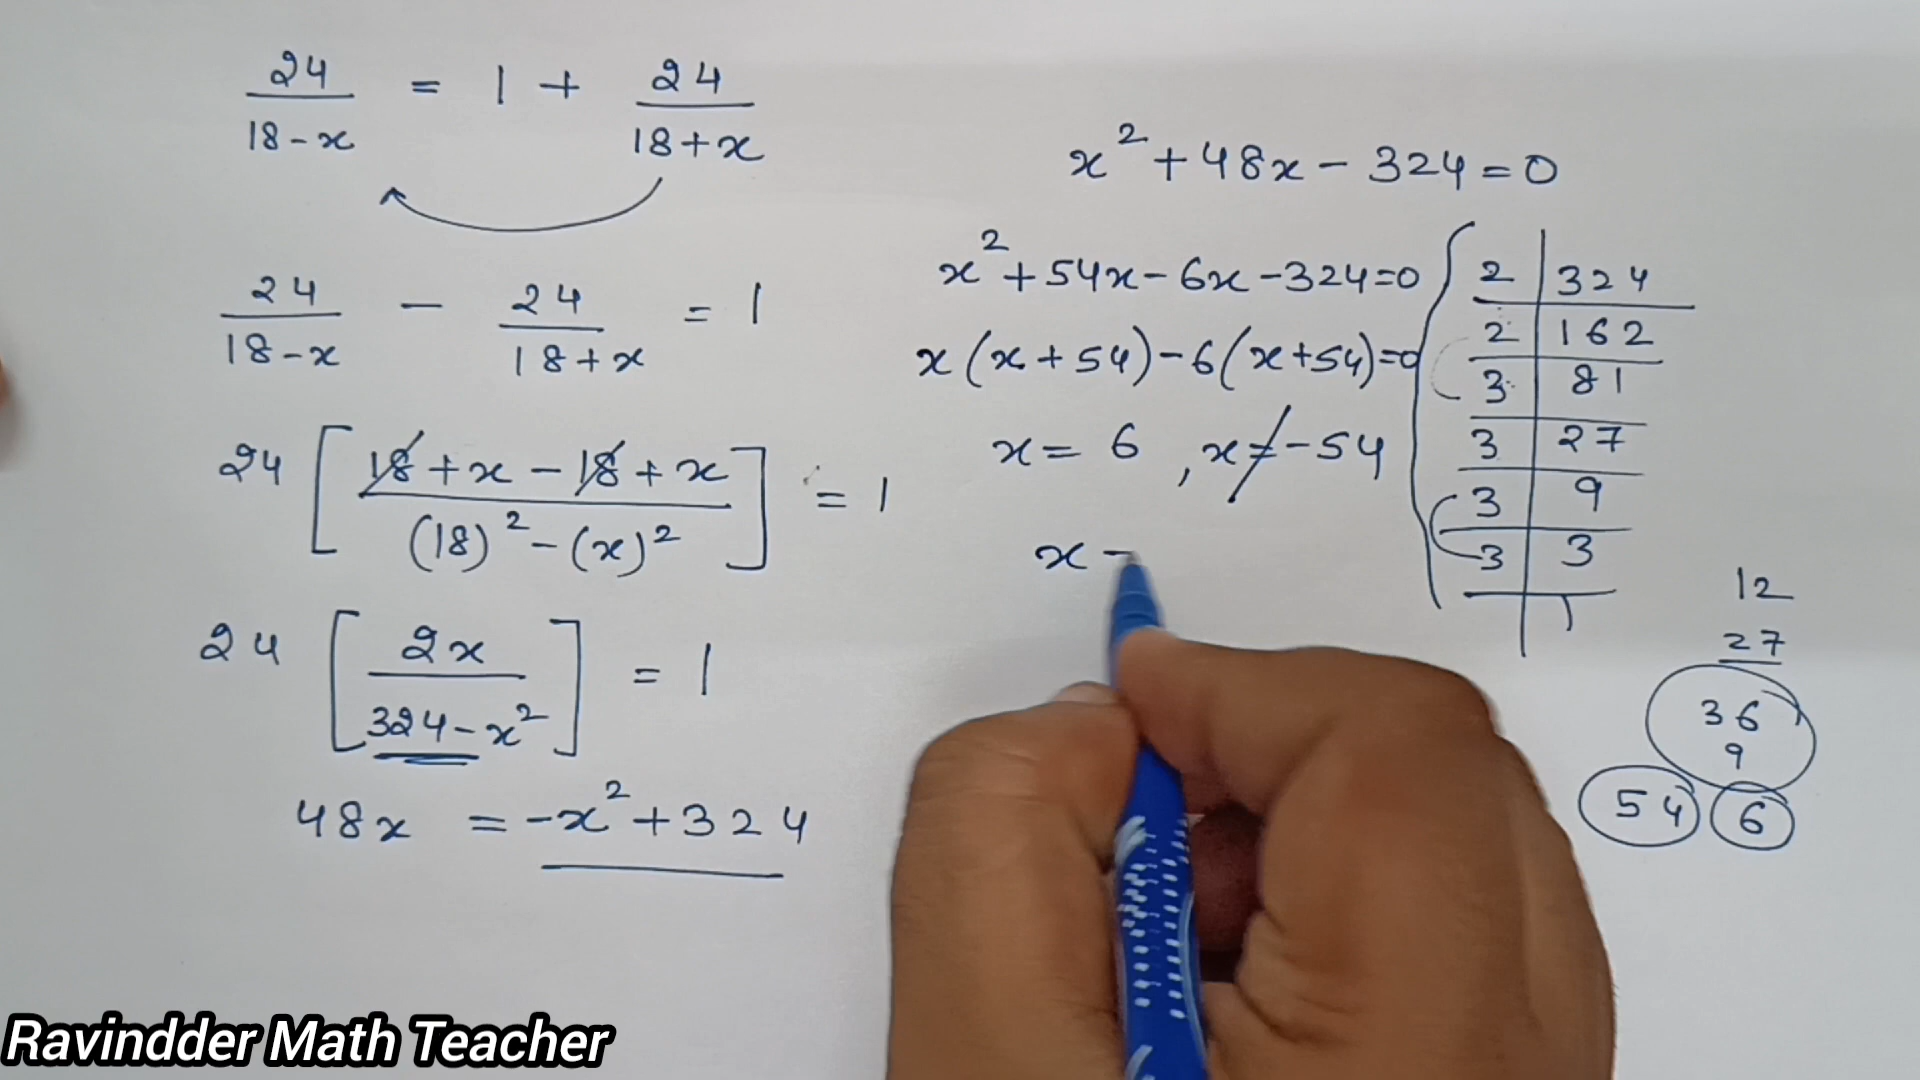 24/(18-x) = 1 + 24/(18+x)
24/(18-x) - 24/(18+x) = 1
24 [ (18+x-18+x)/((18)²-(x)²) ] = 1
24 [ 2x/(324-x²) ] = 1
48x = -x²+324
x²+48x-324=0
x²+54x-6x-324=0
x(x+54)-6(x+54)=0
x= 6 , x≠-54
x -
2 | 324
2 | 162
3 | 81
3 | 27
3 | 9
3 | 3
1
12
27
36
9
54 6
Ravindder Math Teacher